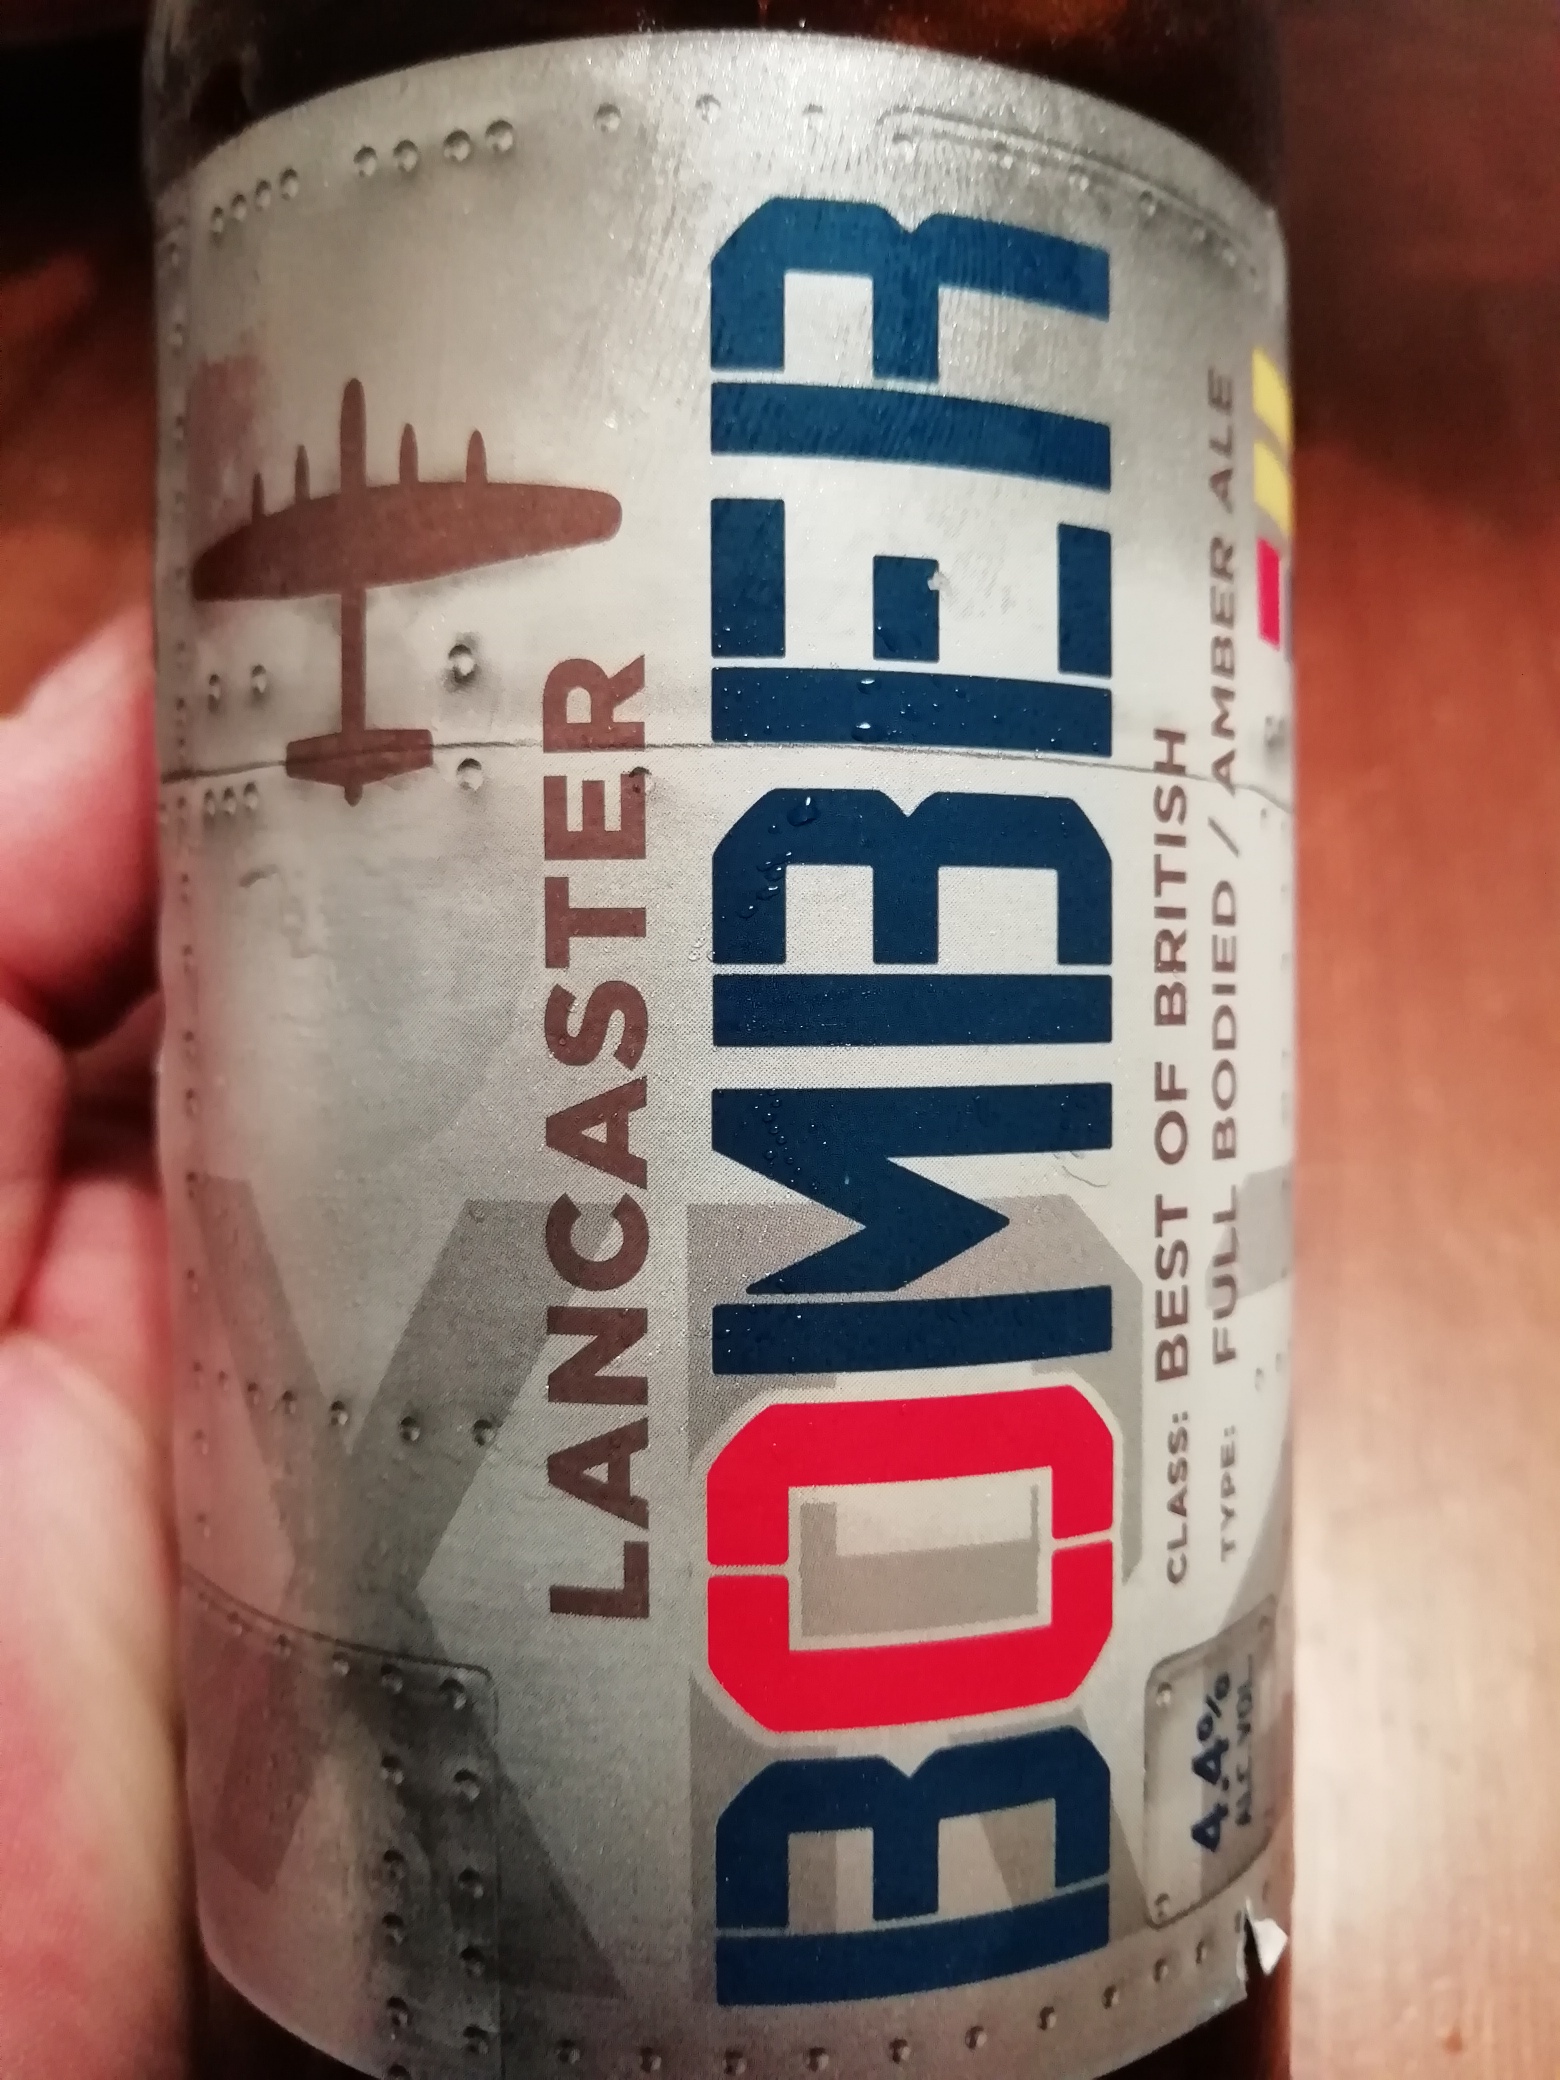 LANCASTER
BOMBER
CLASS: BEST OF BRITISH
TYPE: FULL BODIED / AMBER ALE
4.4%
ALC.VOL